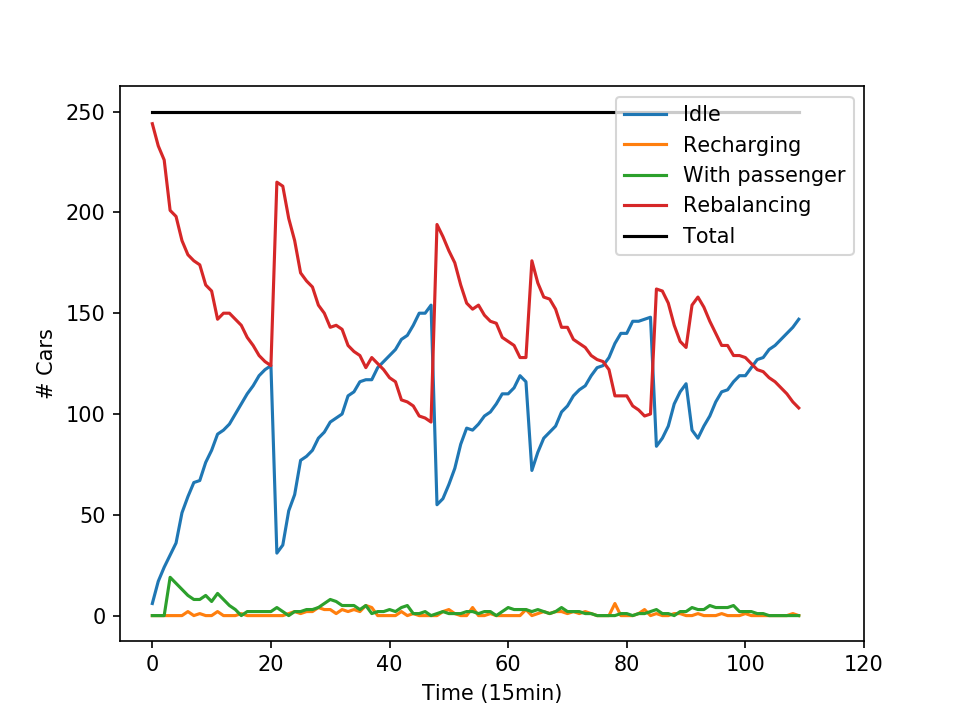 250
200
150
100
50
0
# Cars
Idle
Recharging
With passenger
Rebalancing
Total
0 20 40 60 80 100 120
Time (15min)